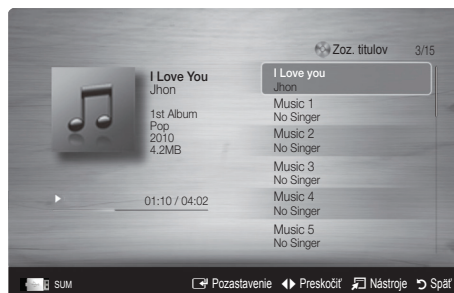 Zoz. titulov 3/15
I Love You
Jhon
1st Album
Pop
2010
4.2MB
01:10 / 04:02
I Love you
Jhon
Music 1
No Singer
Music 2
No Singer
Music 3
No Singer
Music 4
No Singer
Music 5
No Singer
SUM Pozastavenie Preskočiť Nástroje Späť